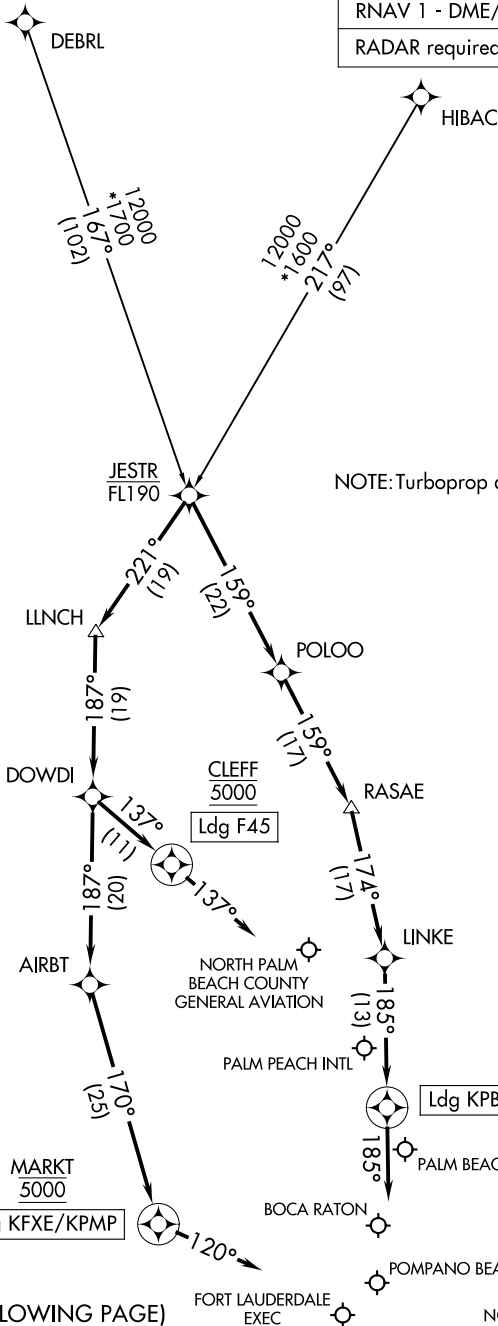 RNAV 1 - DME/
RADAR required
DEBRL
HIBAC
12000
*1700
167°
(102)
12000
*1600
217°
(97)
JESTR
FL190
NOTE: Turboprop
221°
(19)
159°
(22)
LLNCH
POLOO
187°
(19)
159°
(17)
DOWDI
CLEFF
5000
Ldg F45
RASAE
137°
(11)
137°
174°
(17)
187°
(20)
LINKE
NORTH PALM
BEACH COUNTY
GENERAL AVIATION
AIRBT
185°
(13)
PALM PEACH INTL
170°
(25)
Ldg KPB
185°
PALM BEAC
MARKT
5000
KFXE/KPMP
BOCA RATON
120°
POMPANO BEA
LOWING PAGE)
FORT LAUDERDALE
EXEC